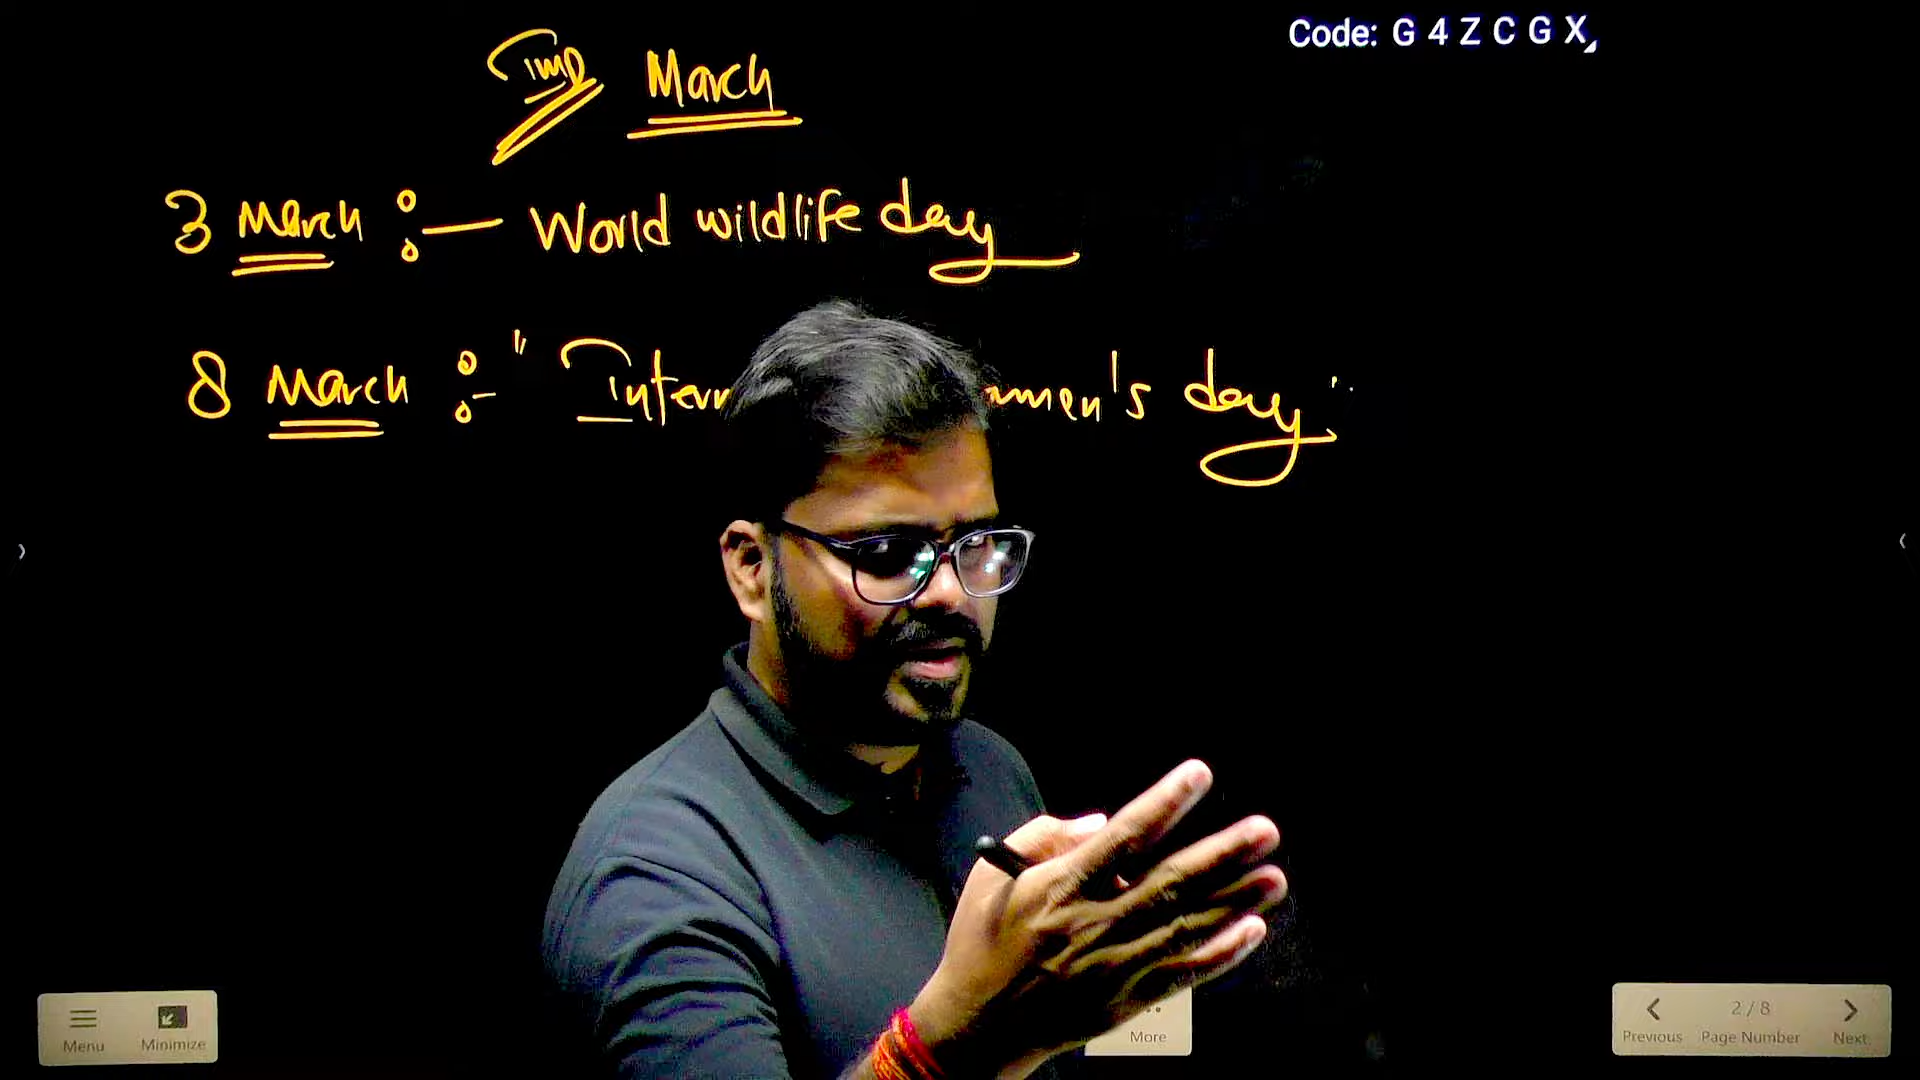 Code: G 4 Z C G X
Imp March
3 March :- World wildlife day
8 March :- " Intern men's day "
Menu Minimize
More
Previous 2 / 8 Page Number Next